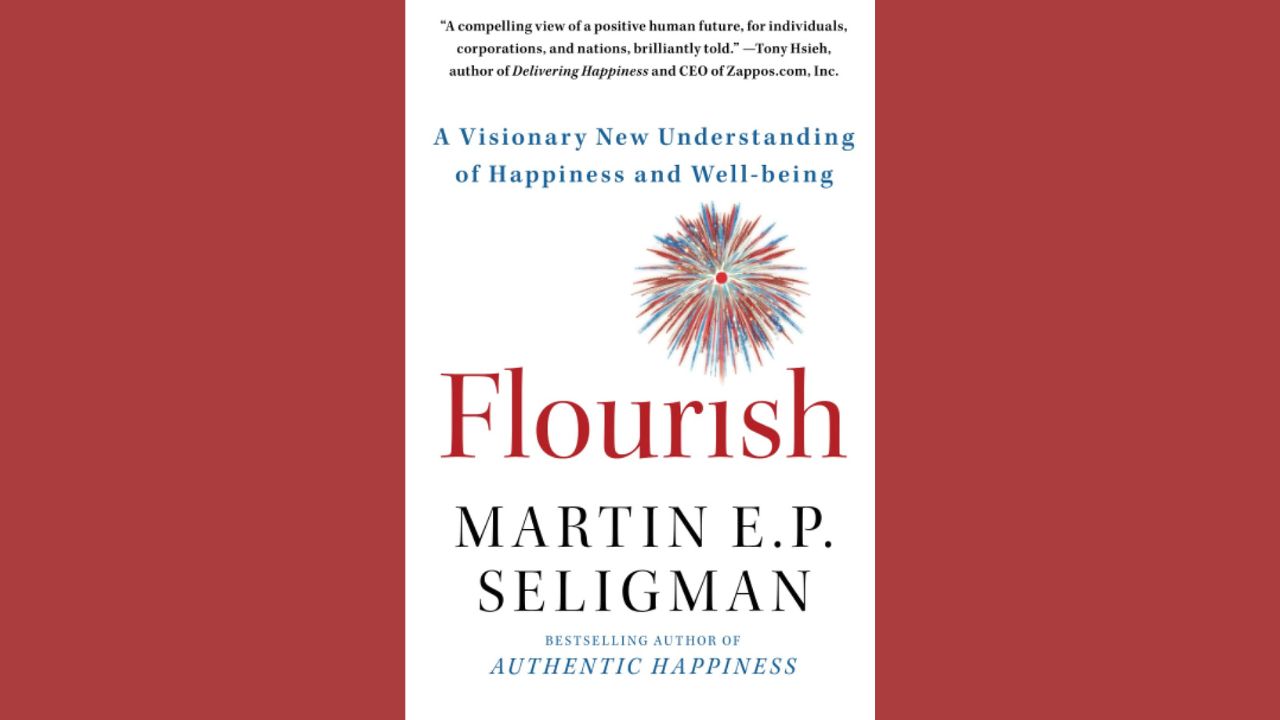 “A compelling view of a positive human future, for individuals,
corporations, and nations, brilliantly told.” —Tony Hsieh,
author of Delivering Happiness and CEO of Zappos.com, Inc.
A Visionary New Understanding
of Happiness and Well-being
Flourish
MARTIN E.P.
SELIGMAN
BESTSELLING AUTHOR OF
AUTHENTIC HAPPINESS